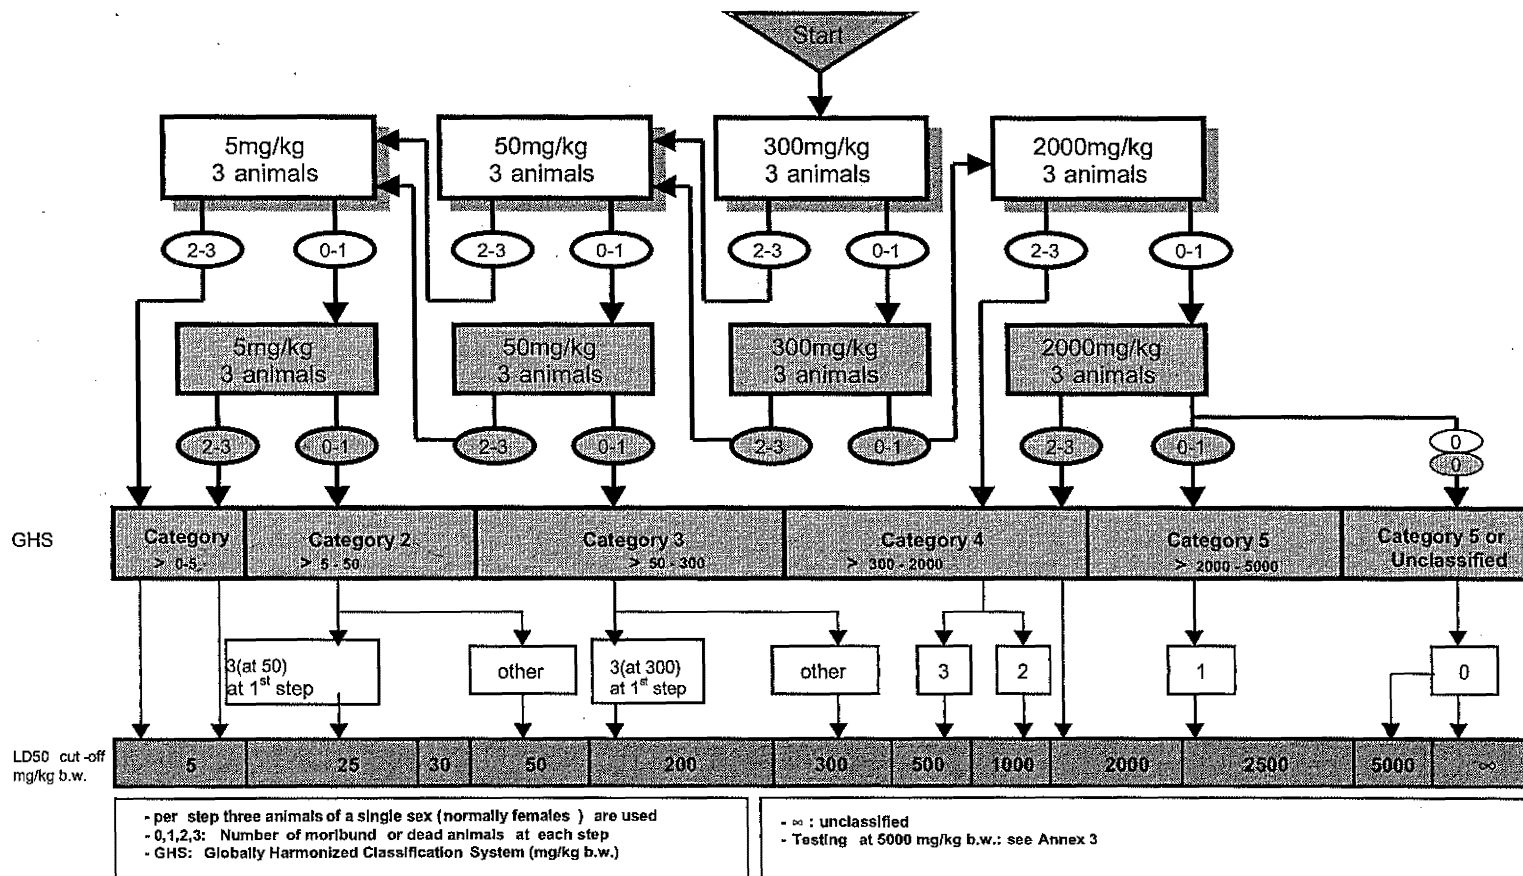 Start
5mg/kg
3 animals
50mg/kg
3 animals
300mg/kg
3 animals
2000mg/kg
3 animals
2-3
0-1
2-3
0-1
2-3
0-1
2-3
0-1
5mg/kg
3 animals
50mg/kg
3 animals
300mg/kg
3 animals
2000mg/kg
3 animals
2-3
0-1
2-3
0-1
2-3
0-1
2-3
0-1
0
0
GHS
Category
> 0-5
Category 2
> 5 - 50
Category 3
> 50 - 300
Category 4
> 300 - 2000
Category 5
> 2000 - 5000
Category 5 or
Unclassified
3(at 50)
at 1st step
other
3(at 300)
at 1st step
other
3
2
1
0
LD50 cut-off
mg/kg b.w.
5
25
30
50
200
300
500
1000
2000
2500
5000
∞
- per step three animals of a single sex (normally females ) are used
- 0,1,2,3: Number of moribund or dead animals at each step
- GHS: Globally Harmonized Classification System (mg/kg b.w.)
- ∞ : unclassified
- Testing at 5000 mg/kg b.w.: see Annex 3